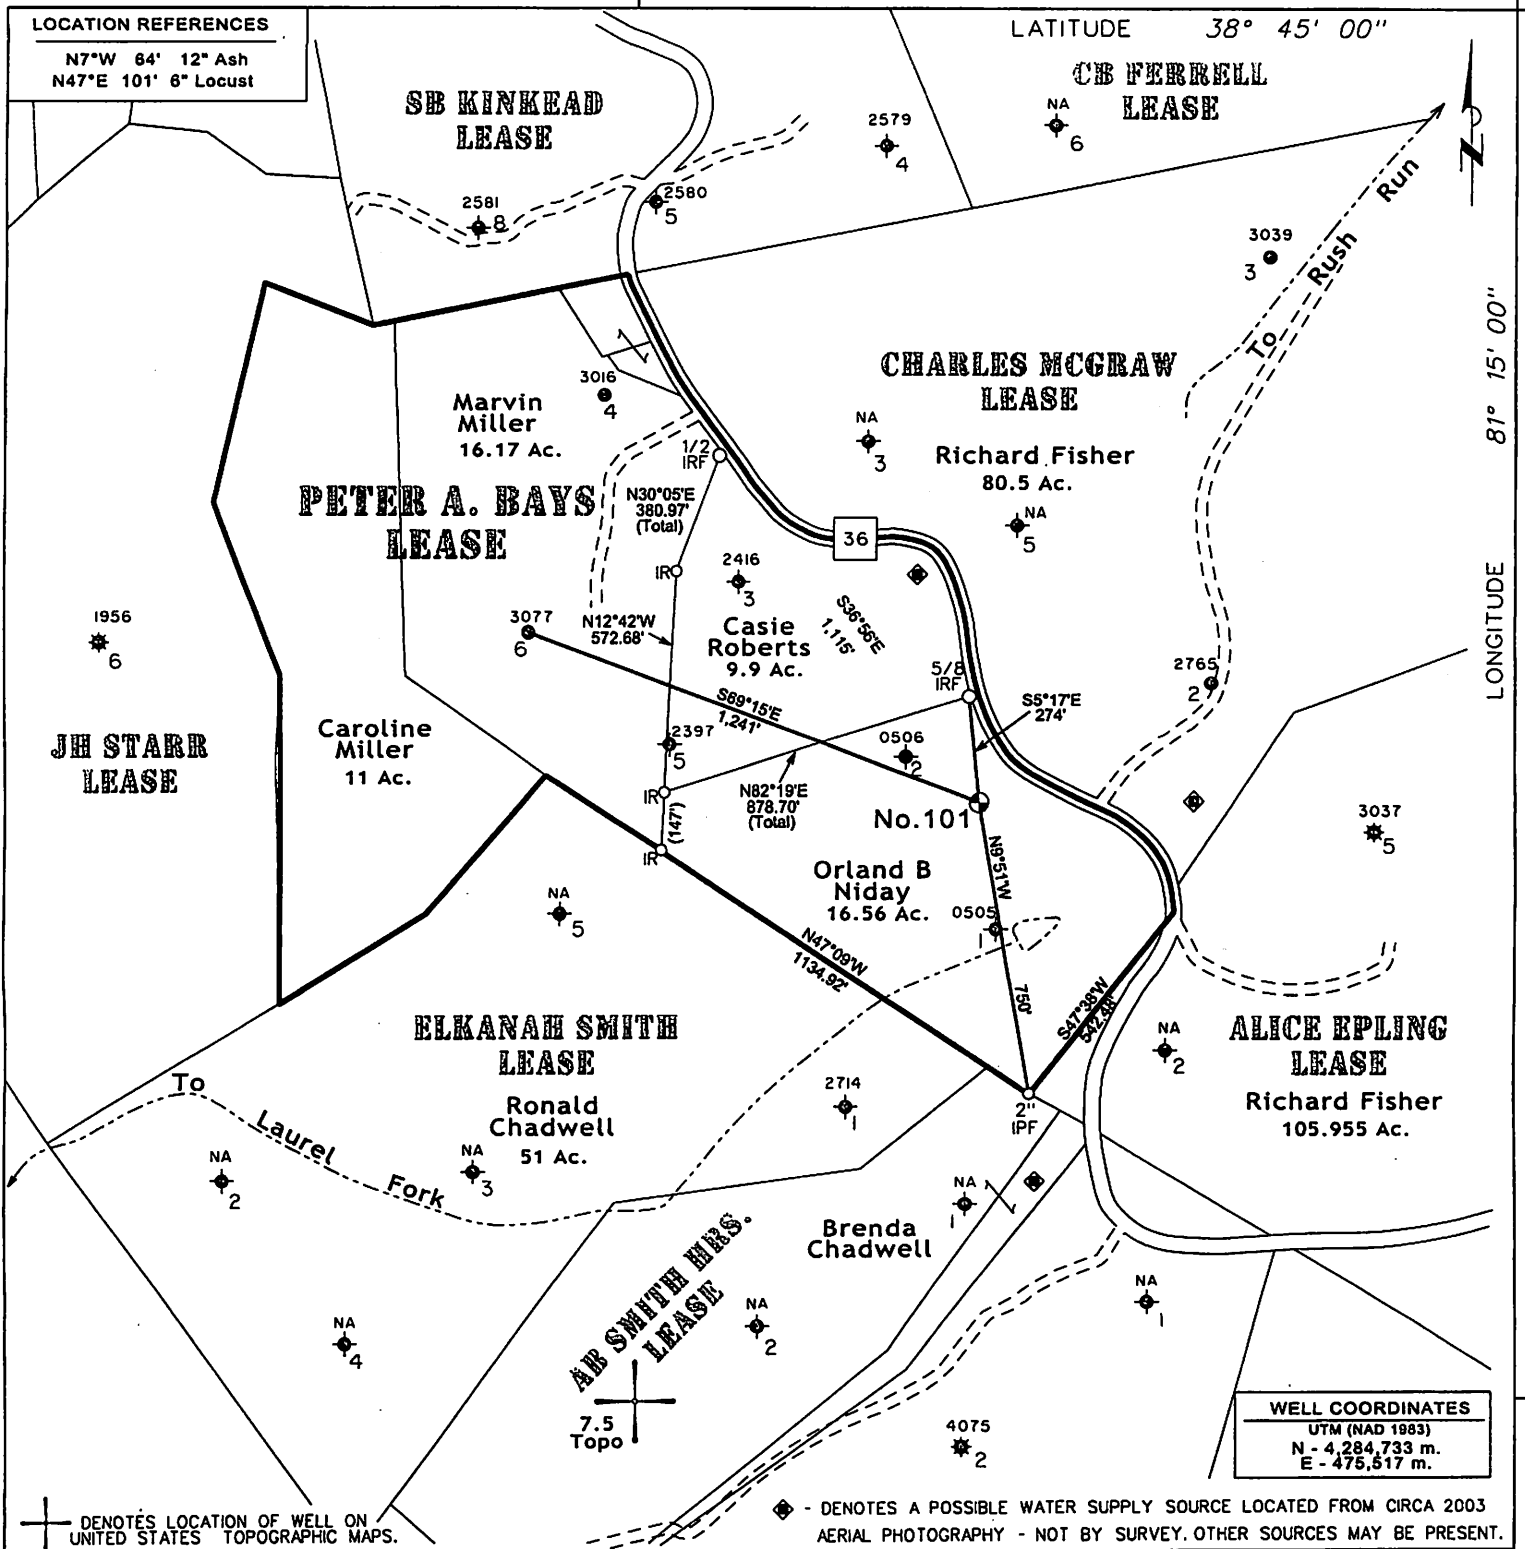 LOCATION REFERENCES
N7°W 64' 12" Ash
N47°E 101' 6" Locust
LATITUDE 38° 45' 00"
SB KINKEAD
LEASE
CB FERRELL
LEASE
NA
6
2579
4
2580
5
2581
8
3039
3
To Rush Run
LONGITUDE 81° 15' 00"
CHARLES MCGRAW
LEASE
NA
3
Richard Fisher
80.5 Ac.
NA
5
3016
4
Marvin
Miller
16.17 Ac.
1/2
IRF
PETER A. BAYS
LEASE
N30°05'E
380.97'
(Total)
36
IR
2416
3
1956
6
3077
6
N12°42'W
572.68'
Casie
Roberts
9.9 Ac.
S36°56'E
1,115'
5/8
IRF
2765
2
S69°15'E
1,241'
S5°17'E
274'
JH STARR
LEASE
Caroline
Miller
11 Ac.
2397
5
0506
2
IR
N82°19'E
878.70'
(Total)
No.101
3037
5
(147')
IR
N9°51'W
750'
Orland B
Niday
16.56 Ac.
NA
5
0505
1
N47°09'W
1134.92'
S47°38'W
542.48'
ELKANAH SMITH
LEASE
Ronald
Chadwell
51 Ac.
ALICE EPLING
LEASE
Richard Fisher
105.955 Ac.
NA
2
To Laurel Fork
2714
1
2"
IPF
NA
2
NA
3
NA
1
Brenda
Chadwell
AB SMITH HRS.
LEASE
NA
1
NA
2
NA
4
7.5
Topo
4075
2
WELL COORDINATES
UTM (NAD 1983)
N - 4,284,733 m.
E - 475,517 m.
DENOTES LOCATION OF WELL ON
UNITED STATES TOPOGRAPHIC MAPS.
- DENOTES A POSSIBLE WATER SUPPLY SOURCE LOCATED FROM CIRCA 2003
AERIAL PHOTOGRAPHY - NOT BY SURVEY. OTHER SOURCES MAY BE PRESENT.